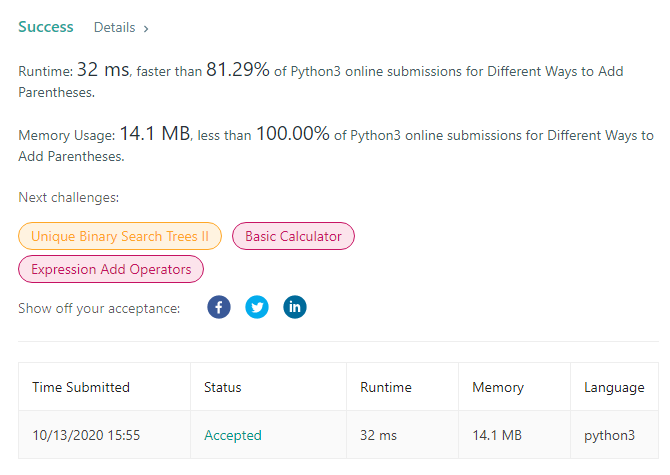 Success Details >
Runtime: 32 ms, faster than 81.29% of Python3 online submissions for Different Ways to Add
Parentheses.
Memory Usage: 14.1 MB, less than 100.00% of Python3 online submissions for Different Ways to
Add Parentheses.
Next challenges:
Unique Binary Search Trees II Basic Calculator
Expression Add Operators
Show off your acceptance: f in
Time Submitted Status Runtime Memory Language
10/13/2020 15:55 Accepted 32 ms 14.1 MB python3